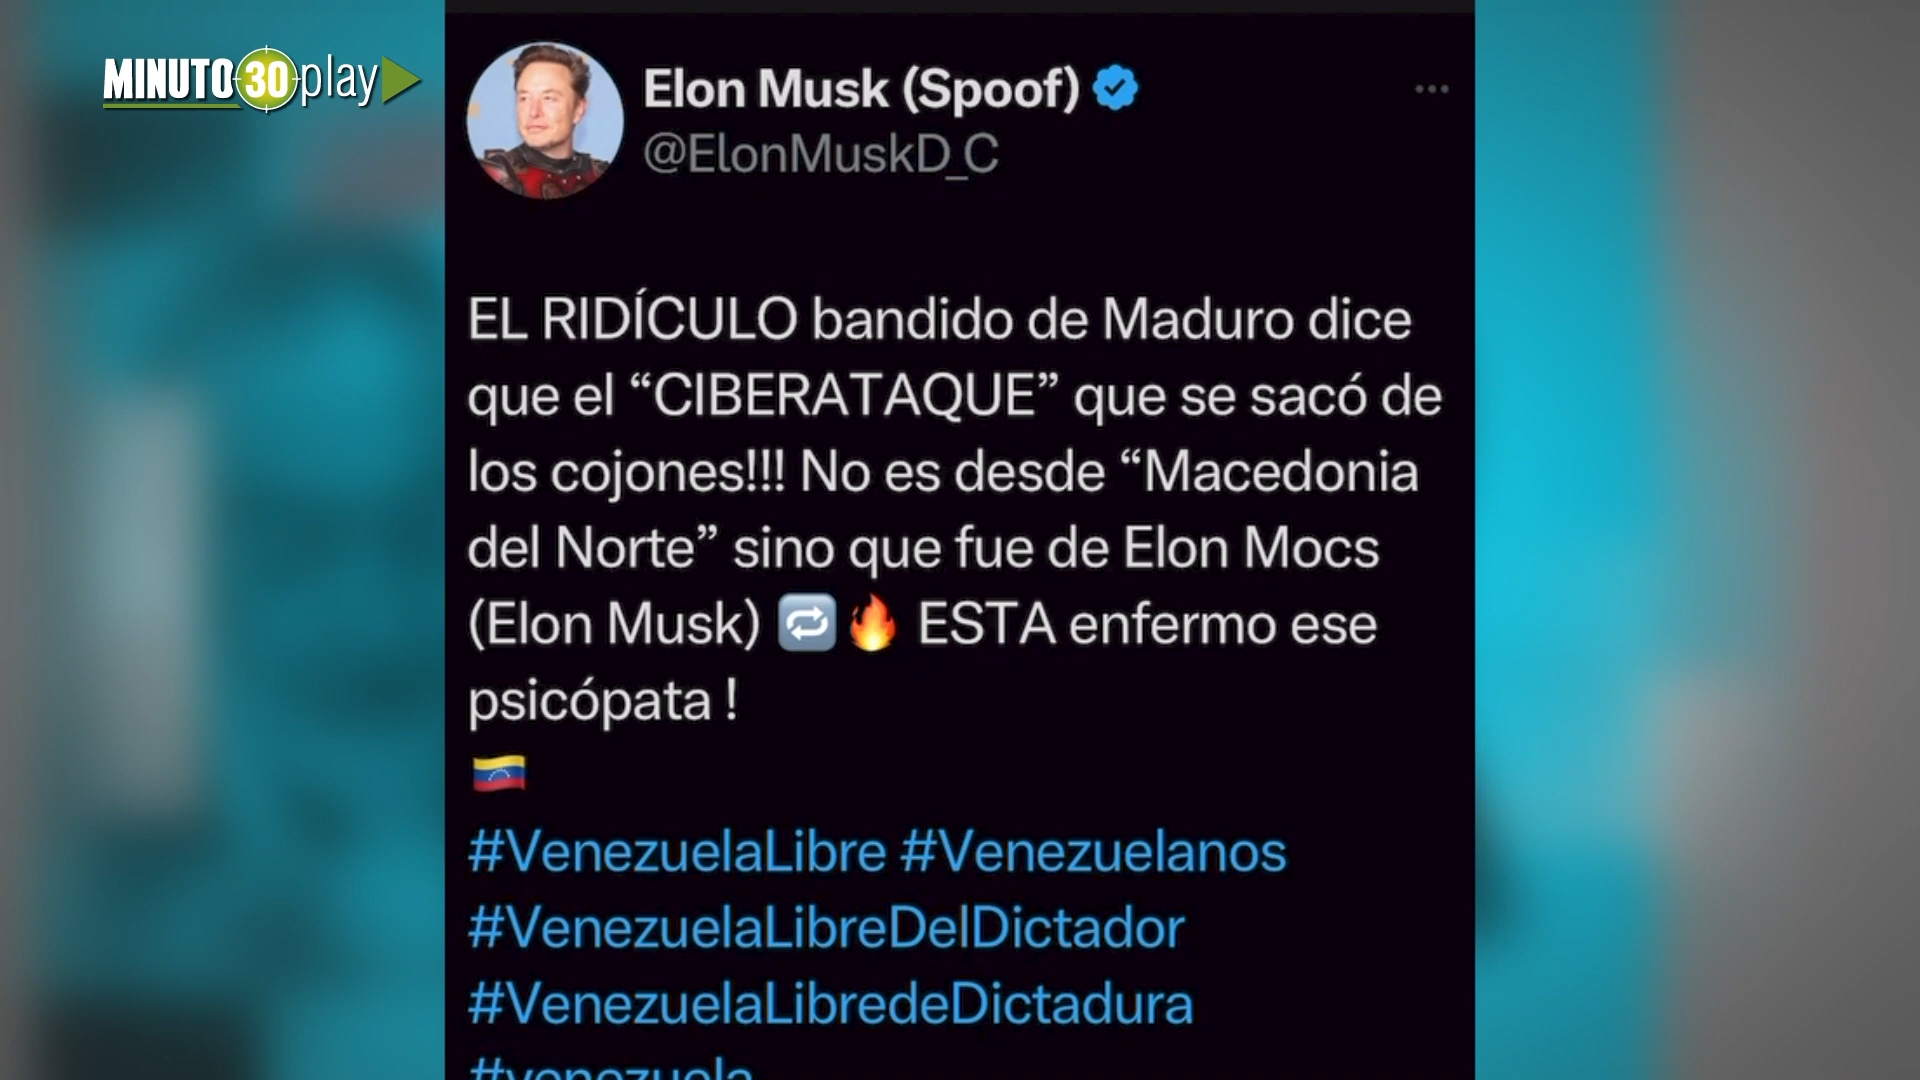 MINUTO30play
Elon Musk (Spoof)
@ElonMuskD_C
EL RIDÍCULO bandido de Maduro dice
que el “CIBERATAQUE” que se sacó de
los cojones!!! No es desde “Macedonia
del Norte” sino que fue de Elon Mocs
(Elon Musk) 🔁🔥 ESTA enfermo ese
psicópata !
🇻🇪
#VenezuelaLibre #Venezuelanos
#VenezuelaLibreDelDictador
#VenezuelaLibredeDictadura
#venezuela